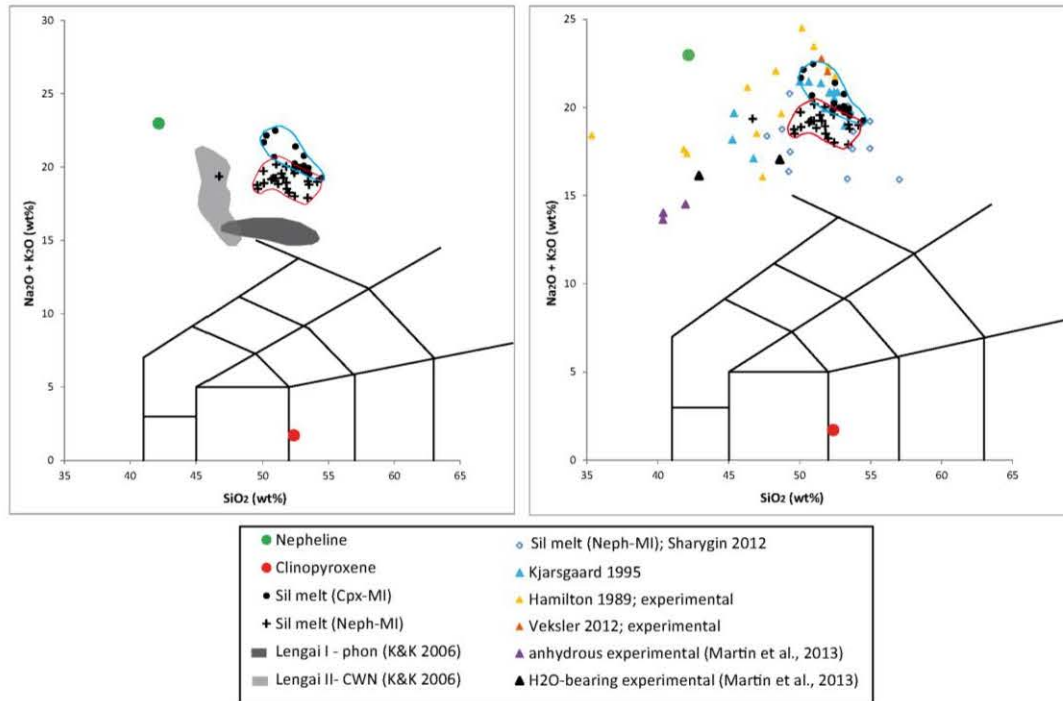 30
25
20
15
10
5
0
Na2O + K2O (wt%)
35 40 45 50 55 60 65
SiO2 (wt%)
25
20
15
10
5
0
Na2O + K2O (wt%)
35 40 45 50 55 60 65
SiO2 (wt%)
Nepheline
Clinopyroxene
Sil melt (Cpx-MI)
Sil melt (Neph-MI)
Lengai I - phon (K&K 2006)
Lengai II- CWN (K&K 2006)
Sil melt (Neph-MI); Sharygin 2012
Kjarsgaard 1995
Hamilton 1989; experimental
Veksler 2012; experimental
anhydrous experimental (Martin et al., 2013)
H2O-bearing experimental (Martin et al., 2013)